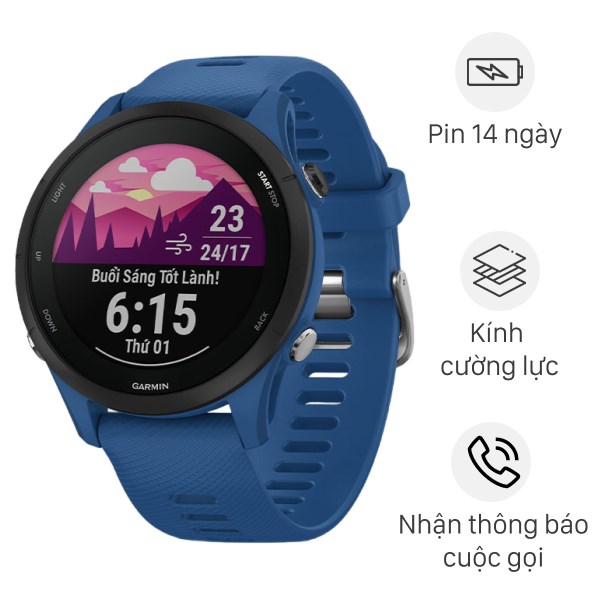 LIGHT
START STOP
UP
DOWN
BACK
23
24/17
Buổi Sáng Tốt Lành!
6:15
Thứ 01
GARMIN
Pin 14 ngày
Kính
cường lực
Nhận thông báo
cuộc gọi